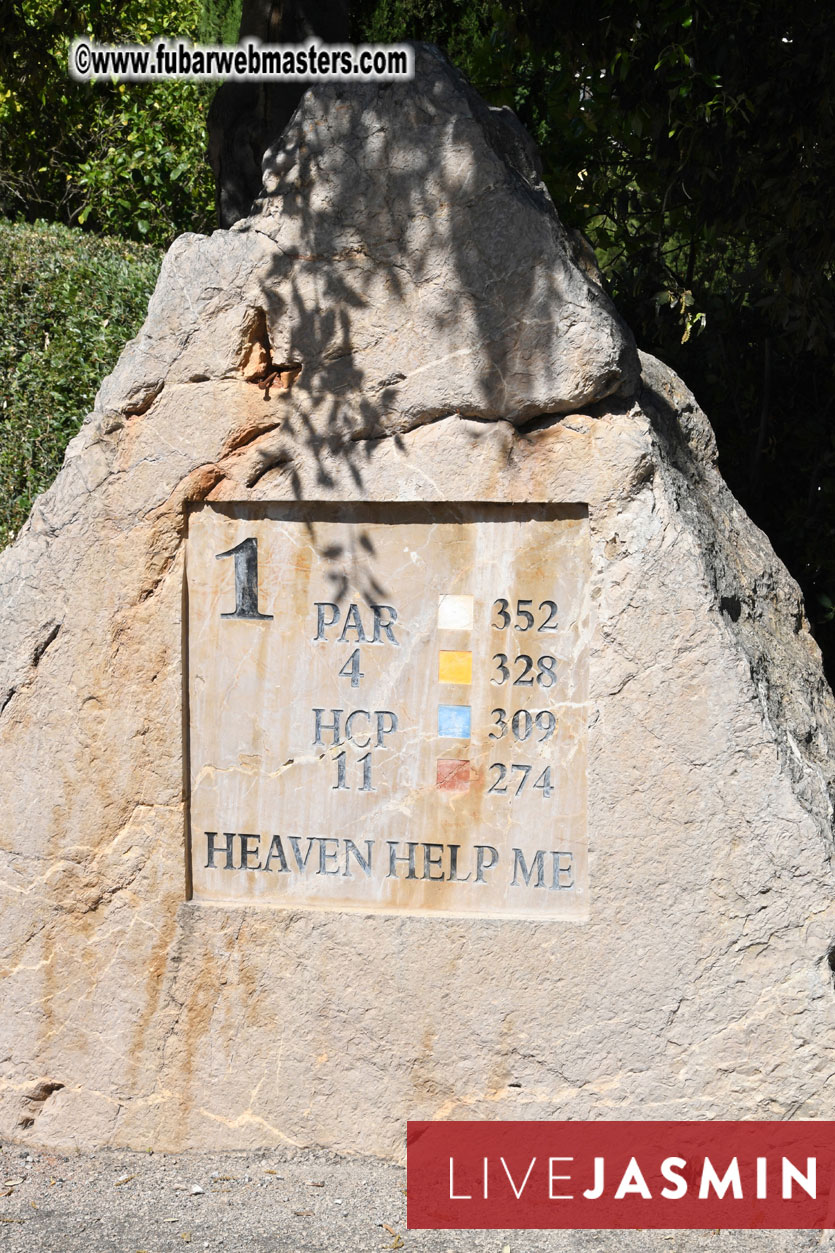 ©www.fubarwebmasters.com
1
PAR 352
4 328
HCP 309
11 274
HEAVEN HELP ME
LIVEJASMIN